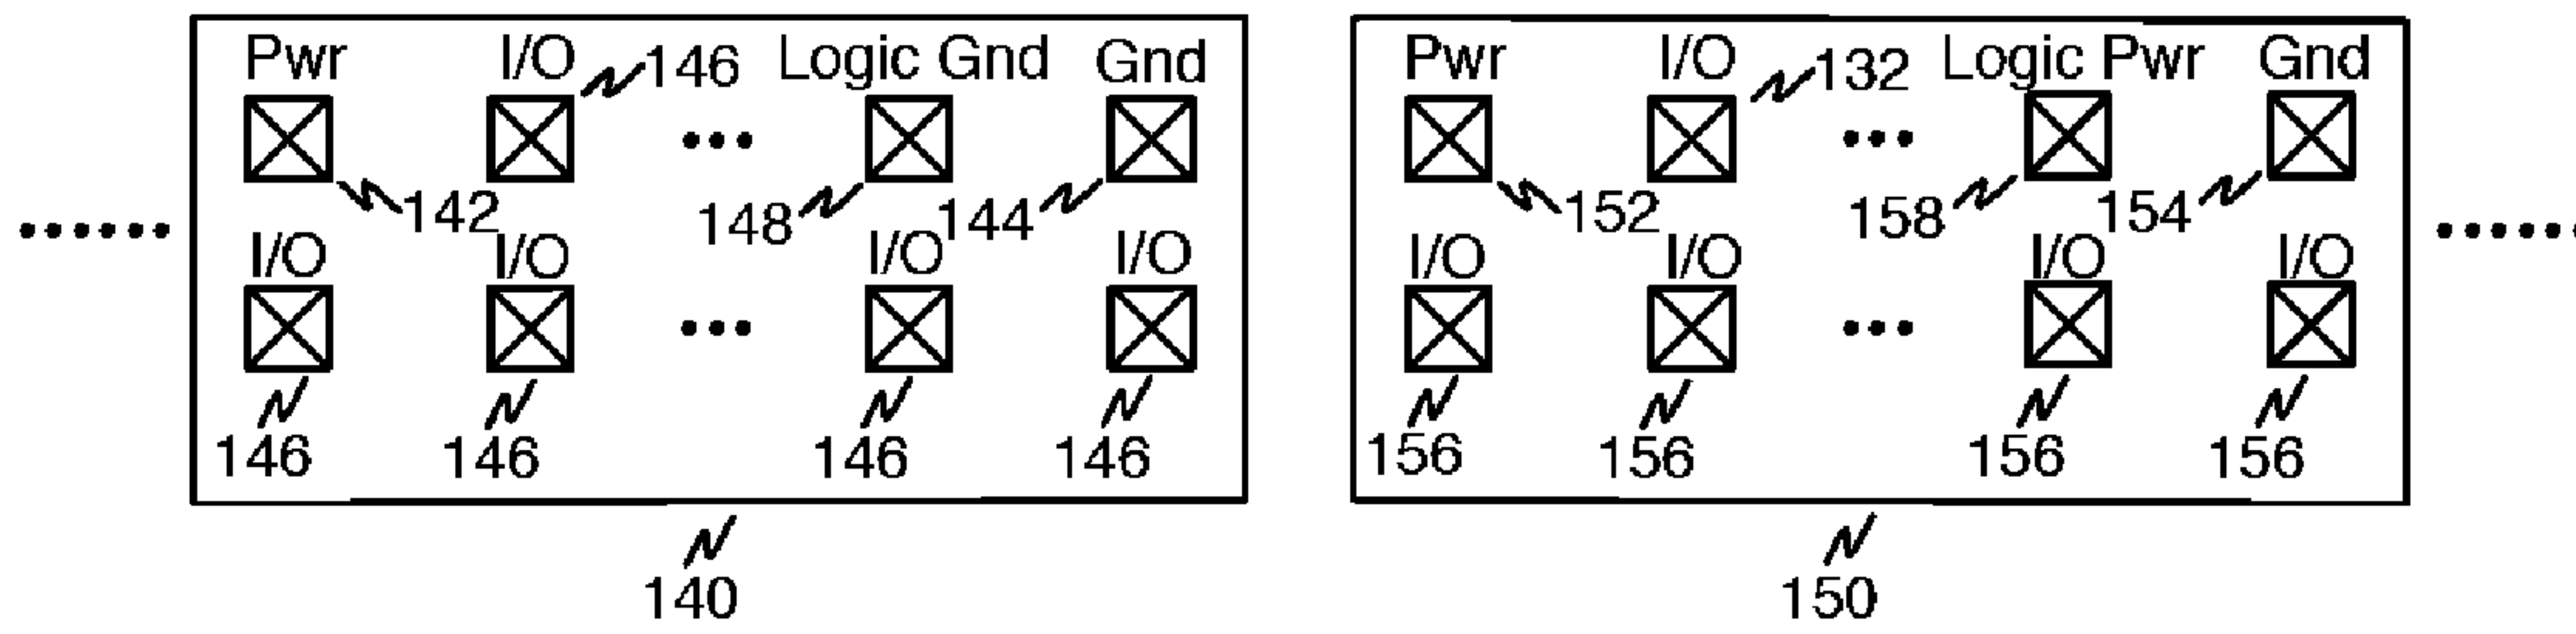 Pwr I/O 146 Logic Gnd Gnd Pwr I/O 132 Logic Pwr Gnd
142 148 144 152 158 154
I/O I/O I/O I/O I/O I/O I/O I/O
146 146 146 146 156 156 156 156
140 150